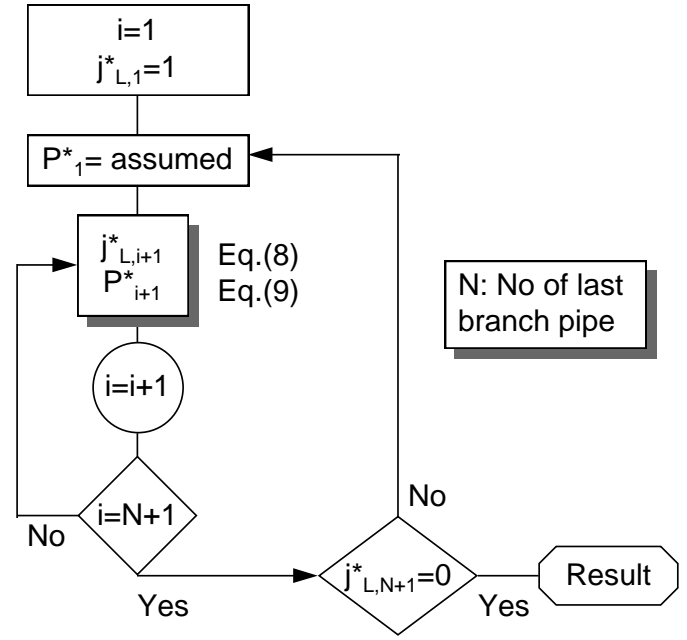 i=1
j*L,1=1
P*1= assumed
j*L,i+1
P*i+1
Eq.(8)
Eq.(9)
N: No of last
branch pipe
i=i+1
i=N+1
No
Yes
No
j*L,N+1=0
Yes
Result